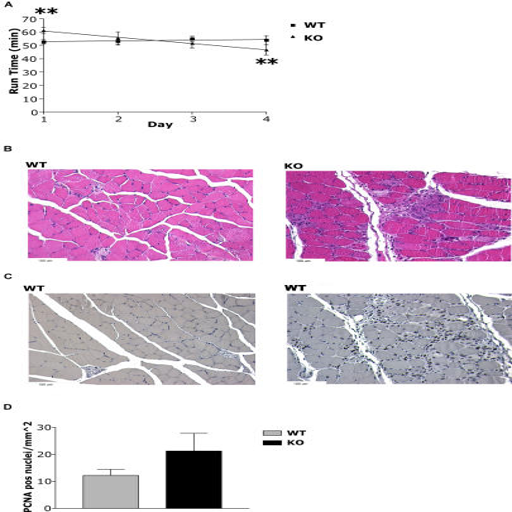 A
**
70
60
50
40
30
20
10
0
Run Time (min)
1 2 3 4
Day
**
WT
KO
B
WT
KO
C
WT
WT
D
PCNA pos nuclei/mm^2
30
20
10
0
WT
KO